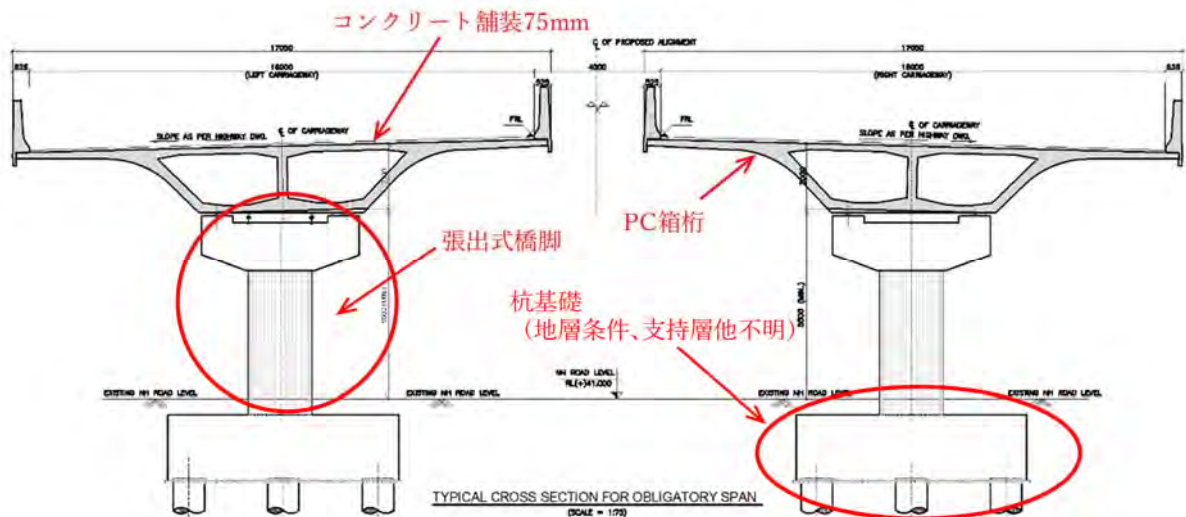 コンクリート舗装75mm
17000
℄ OF PROPOSED ALIGNMENT
17000
16000
4000
16000
(LEFT CARRIAGEWAY)
(RIGHT CARRIAGEWAY)
FRL
FRL
SLOPE AS PER HIGHWAY DWG.
℄ OF CARRIAGEWAY
℄ OF CARRIAGEWAY
SLOPE AS PER HIGHWAY DWG.
PC箱桁
張出式橋脚
杭基礎
(地層条件、支持層他不明)
5500 (MIN.)
NH ROAD LEVEL
RL(+)41.000
EXISTING NH ROAD LEVEL
EXISTING NH ROAD LEVEL
EXISTING NH ROAD LEVEL
EXISTING NH ROAD LEVEL
TYPICAL CROSS SECTION FOR OBLIGATORY SPAN
(SCALE = 1:75)